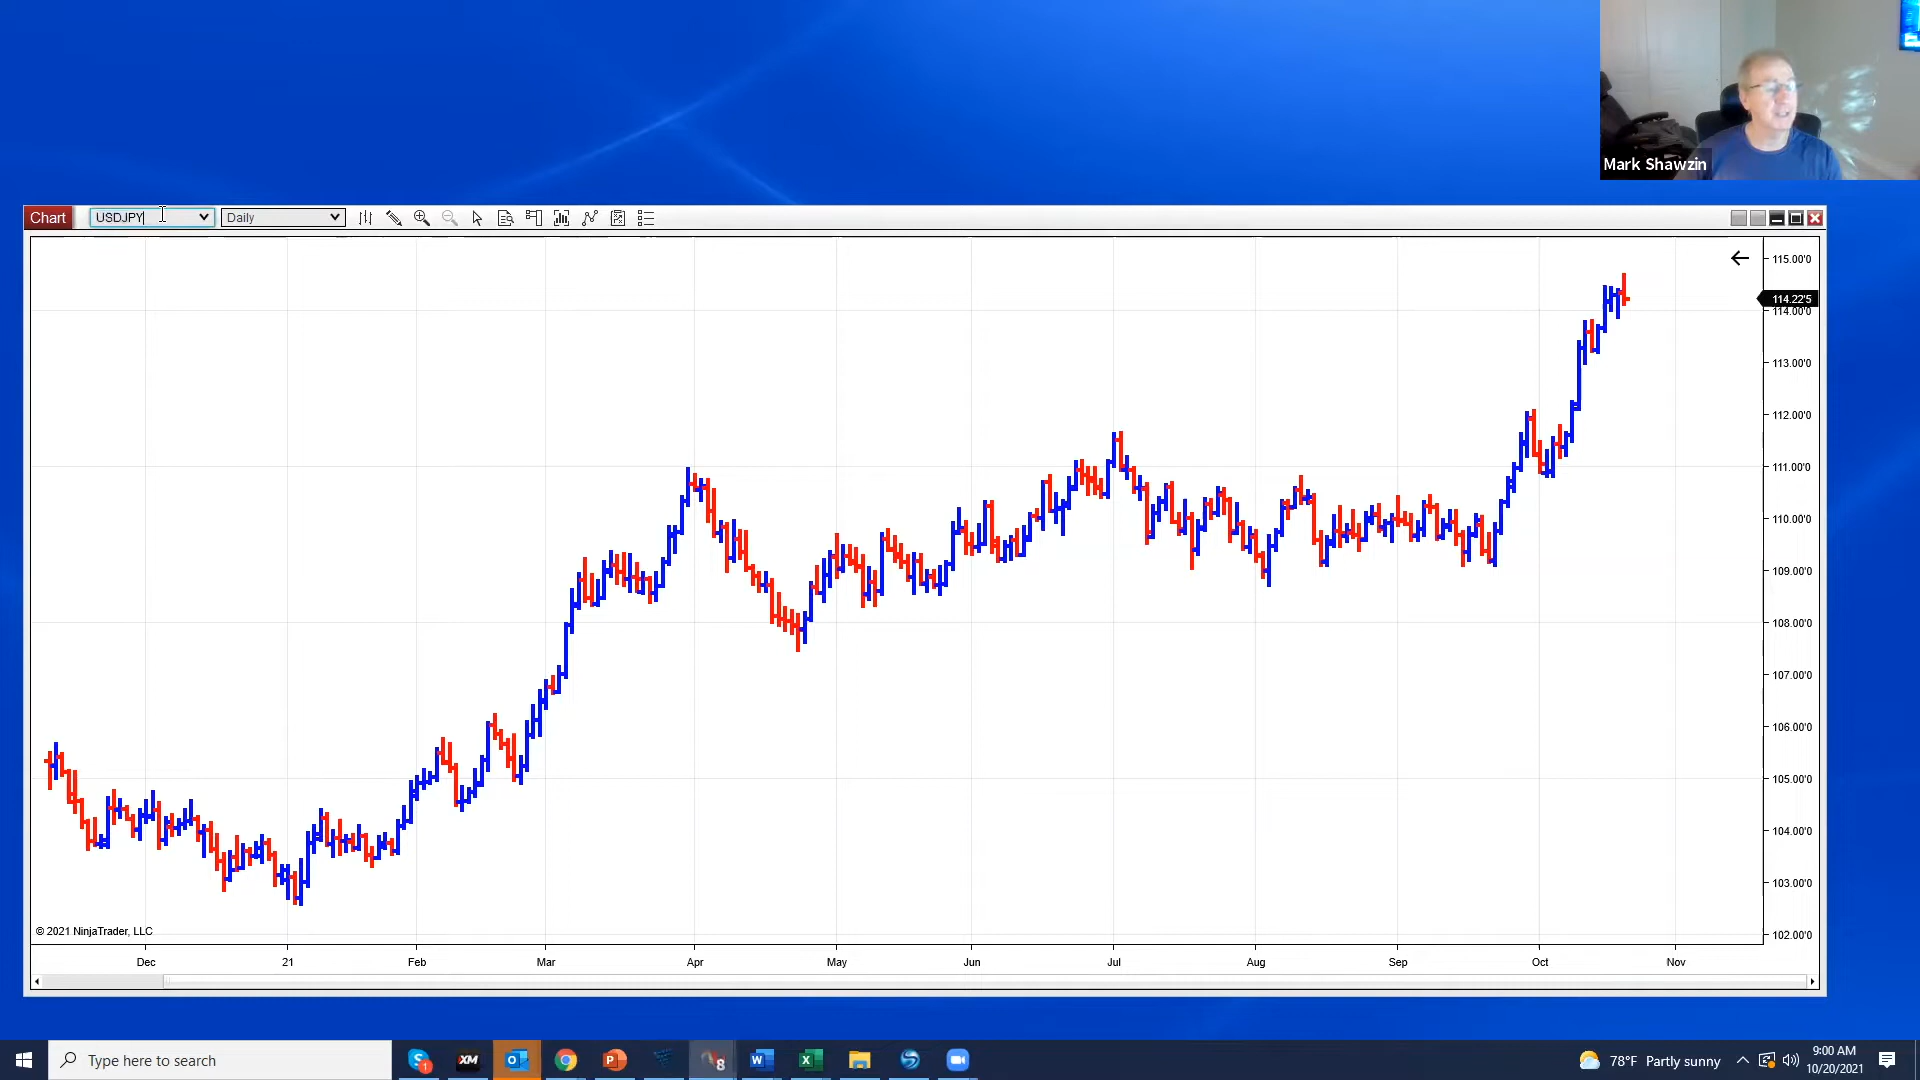 Mark Shawzin
Chart
USDJPY
Daily
115.00'0
114.22'5
114.00'0
113.00'0
112.00'0
111.00'0
110.00'0
109.00'0
108.00'0
107.00'0
106.00'0
105.00'0
104.00'0
103.00'0
102.00'0
© 2021 NinjaTrader, LLC
Dec 21 Feb Mar Apr May Jun Jul Aug Sep Oct Nov
Type here to search
S 1
XM
8
78°F Partly sunny
9:00 AM
10/20/2021